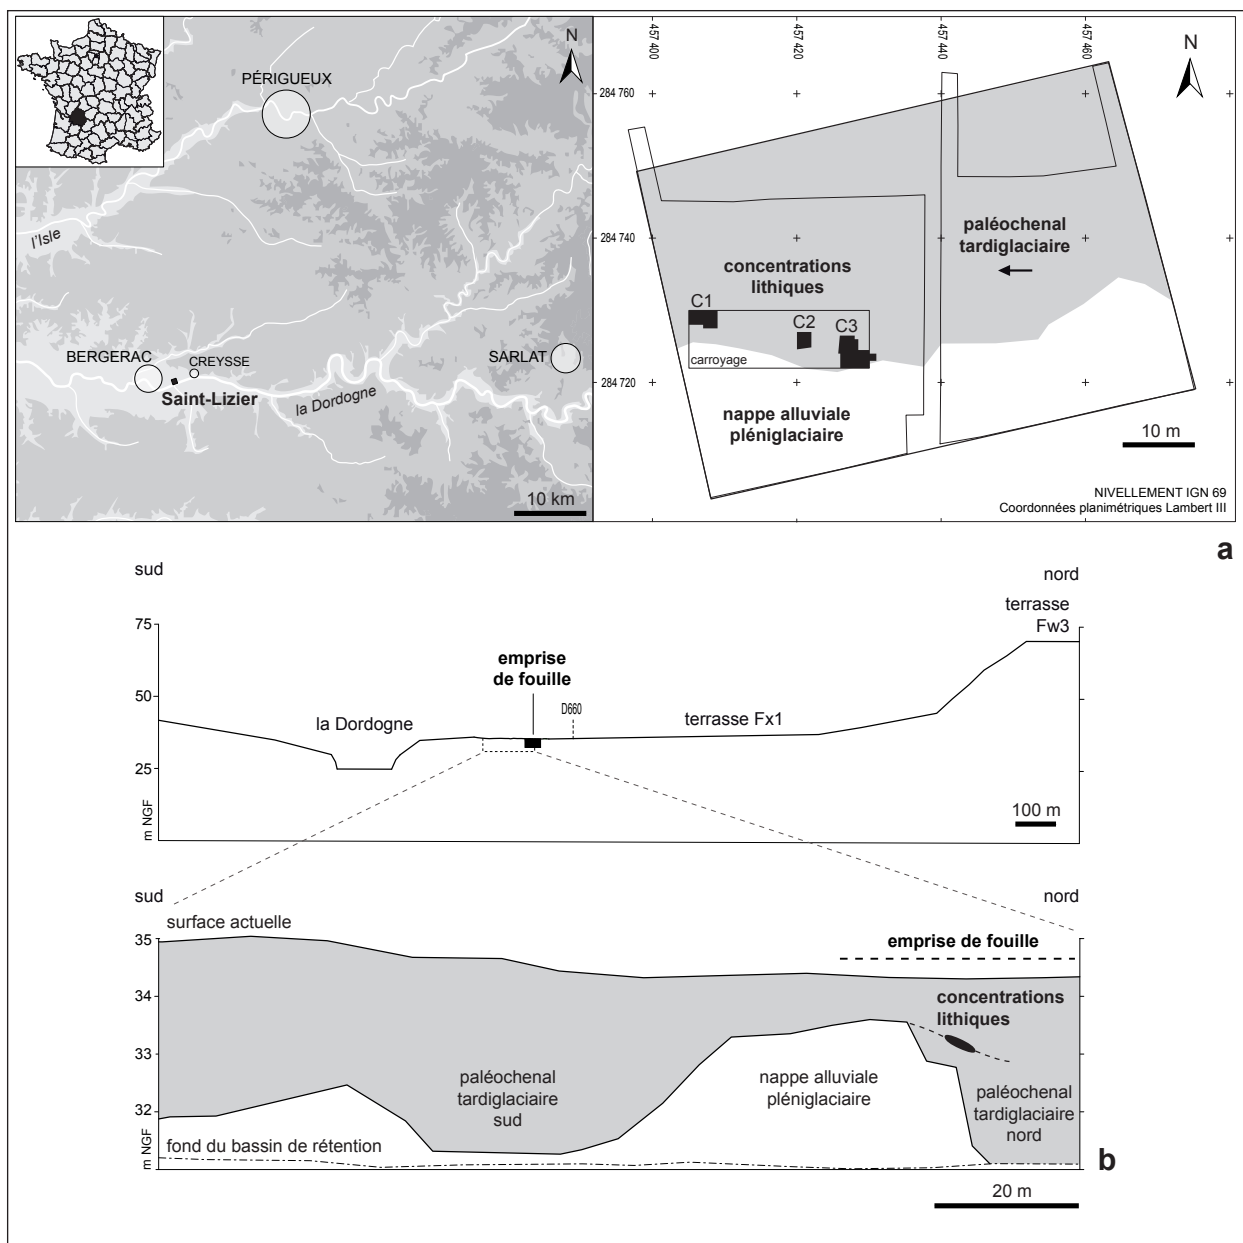 PÉRIGUEUX
N
l'Isle
BERGERAC
CREYSSE
Saint-Lizier
la Dordogne
SARLAT
10 km
457 400
457 420
457 440
457 460
N
284 760
284 740
284 720
paléochenal
tardiglaciaire
concentrations
lithiques
C1
C2
C3
carroyage
nappe alluviale
pléniglaciaire
10 m
NIVELLEMENT IGN 69
Coordonnées planimétriques Lambert III
a
sud
nord
terrasse
Fw3
75
50
25
m NGF
emprise
de fouille
D660
la Dordogne
terrasse Fx1
100 m
sud
nord
surface actuelle
35
34
33
32
m NGF
emprise de fouille
concentrations
lithiques
paléochenal
tardiglaciaire
sud
nappe alluviale
pléniglaciaire
paléochenal
tardiglaciaire
nord
fond du bassin de rétention
b
20 m